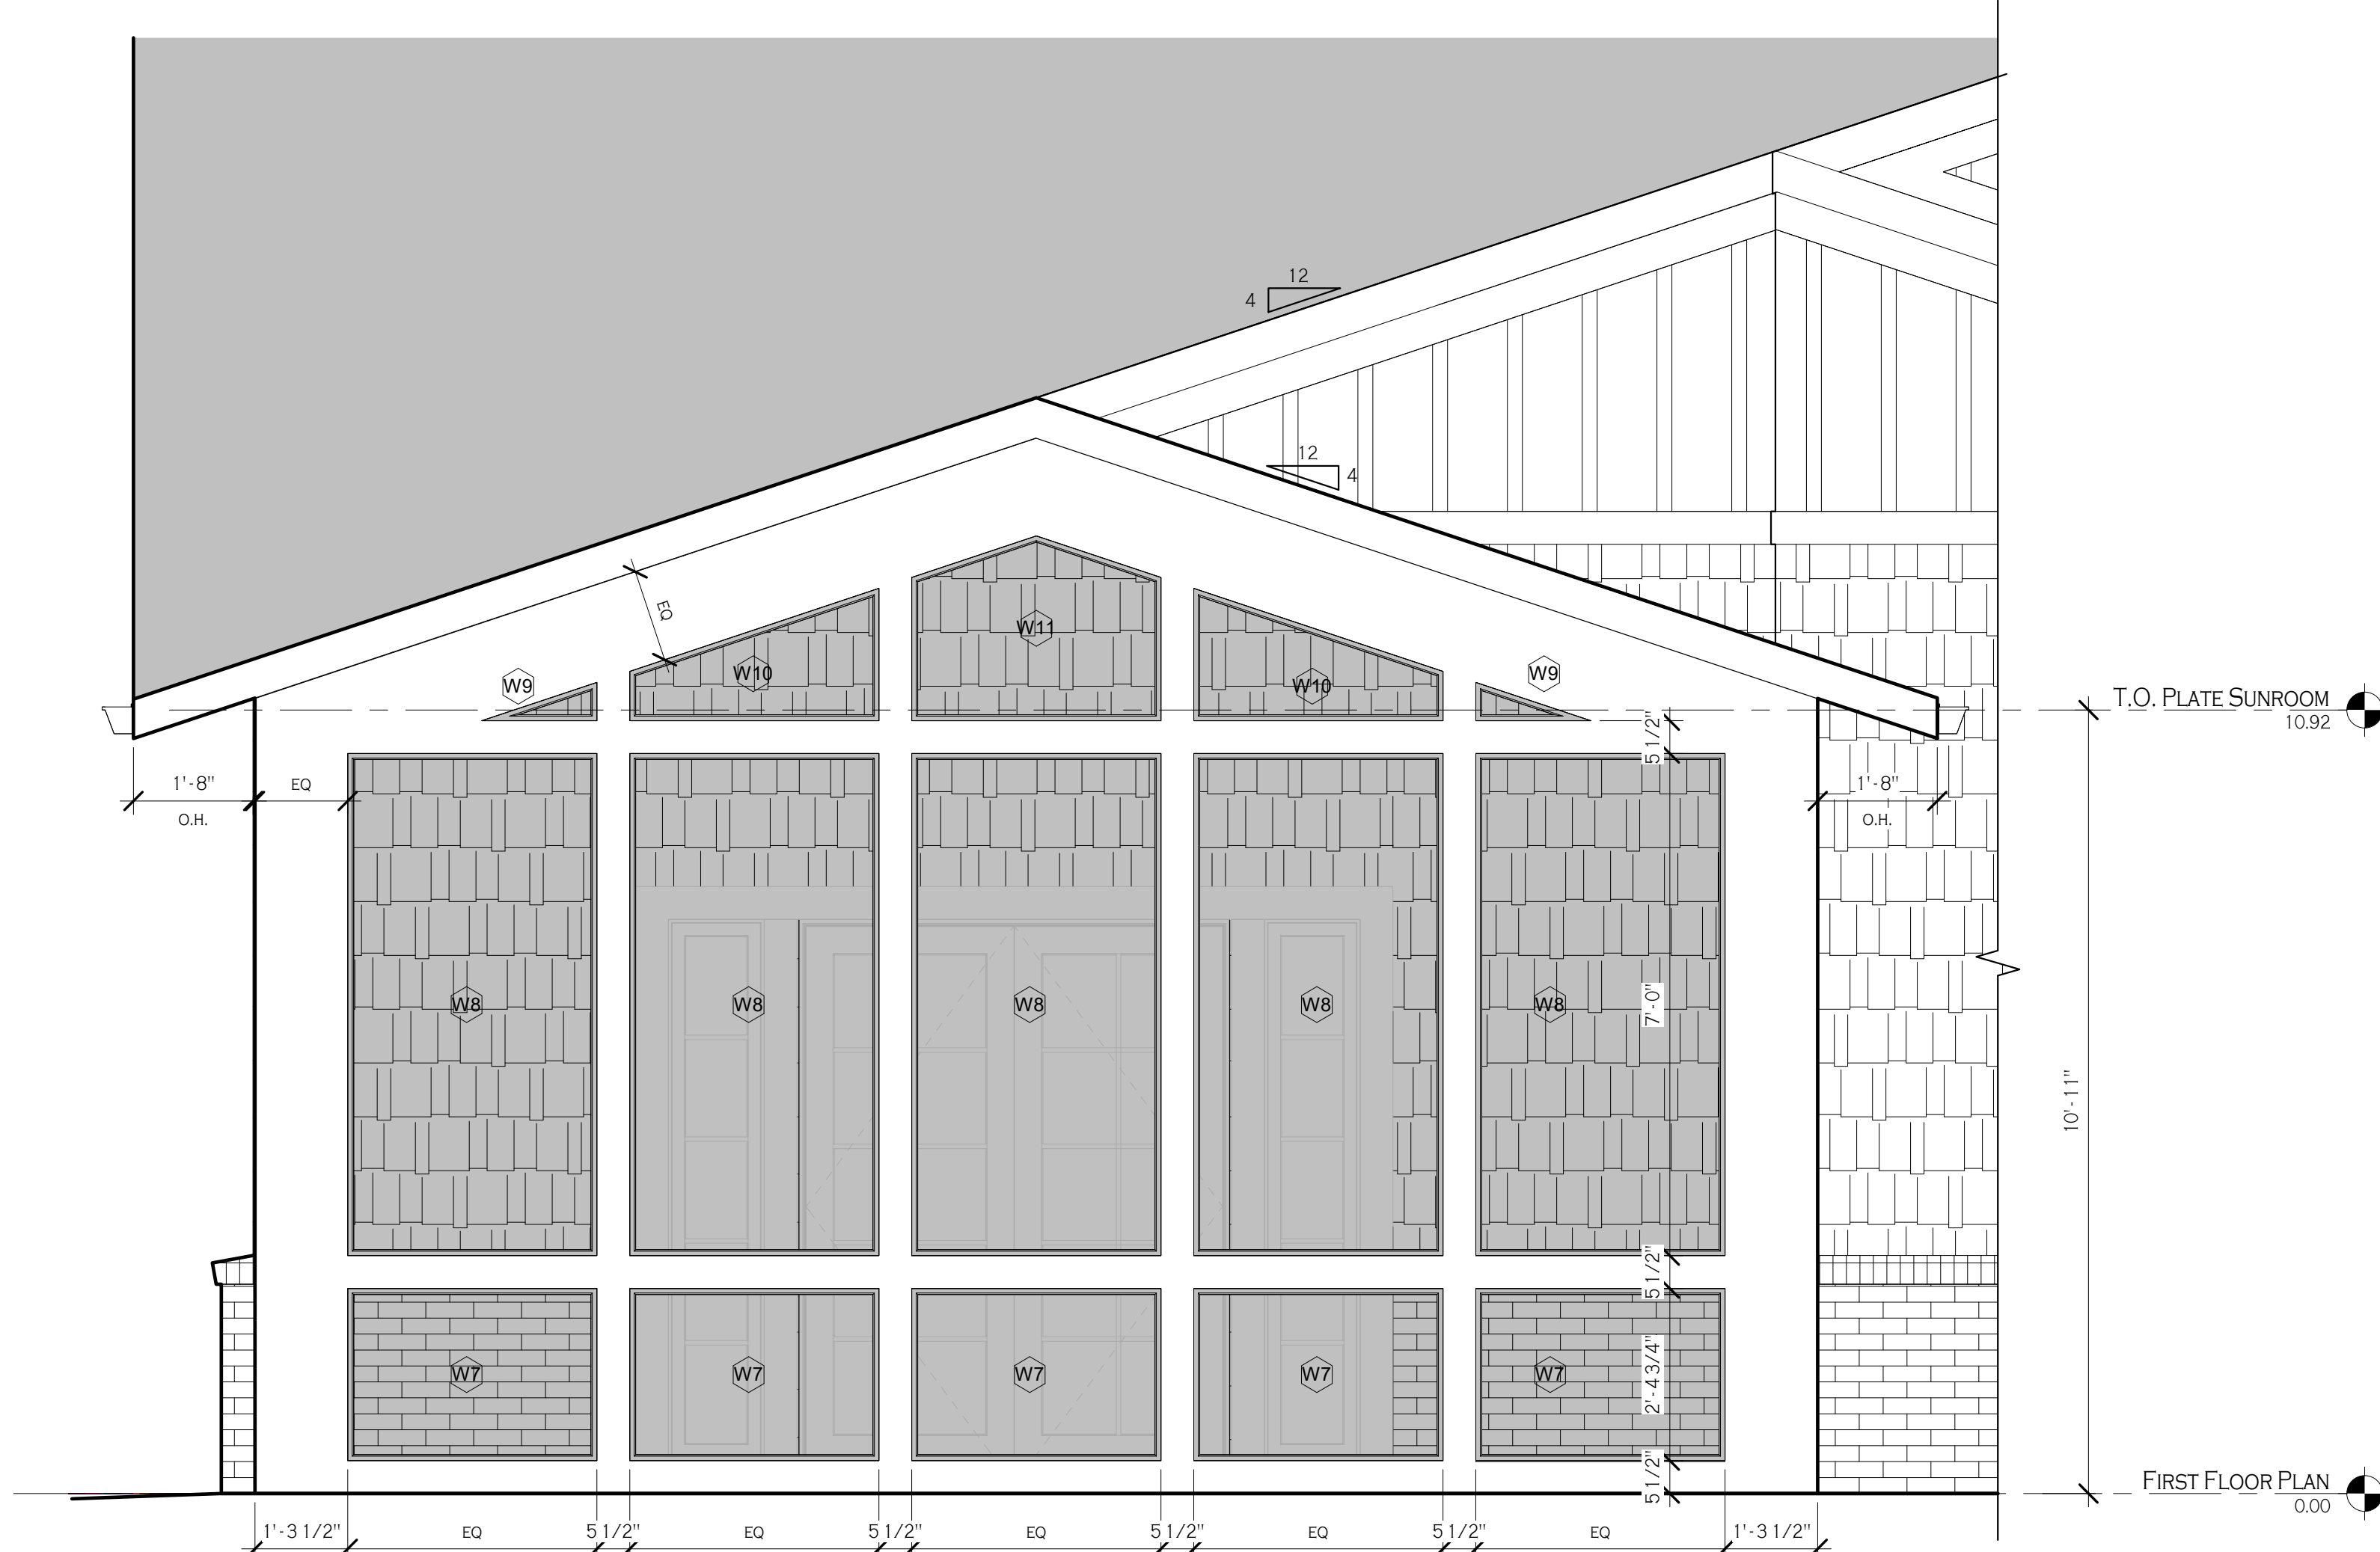 12
4
12
4
W11
W10
W10
W9
W9
EQ
T.O. PLATE SUNROOM
10.92
5 1/2"
1'-8"
O.H.
EQ
1'-8"
O.H.
W8
W8
W8
W8
W8
7'-0"
10'-11"
5 1/2"
W7
W7
W7
W7
W7
2'-4 3/4"
5 1/2"
FIRST FLOOR PLAN
0.00
1'-3 1/2"
EQ
5 1/2"
EQ
5 1/2"
EQ
5 1/2"
EQ
5 1/2"
EQ
1'-3 1/2"